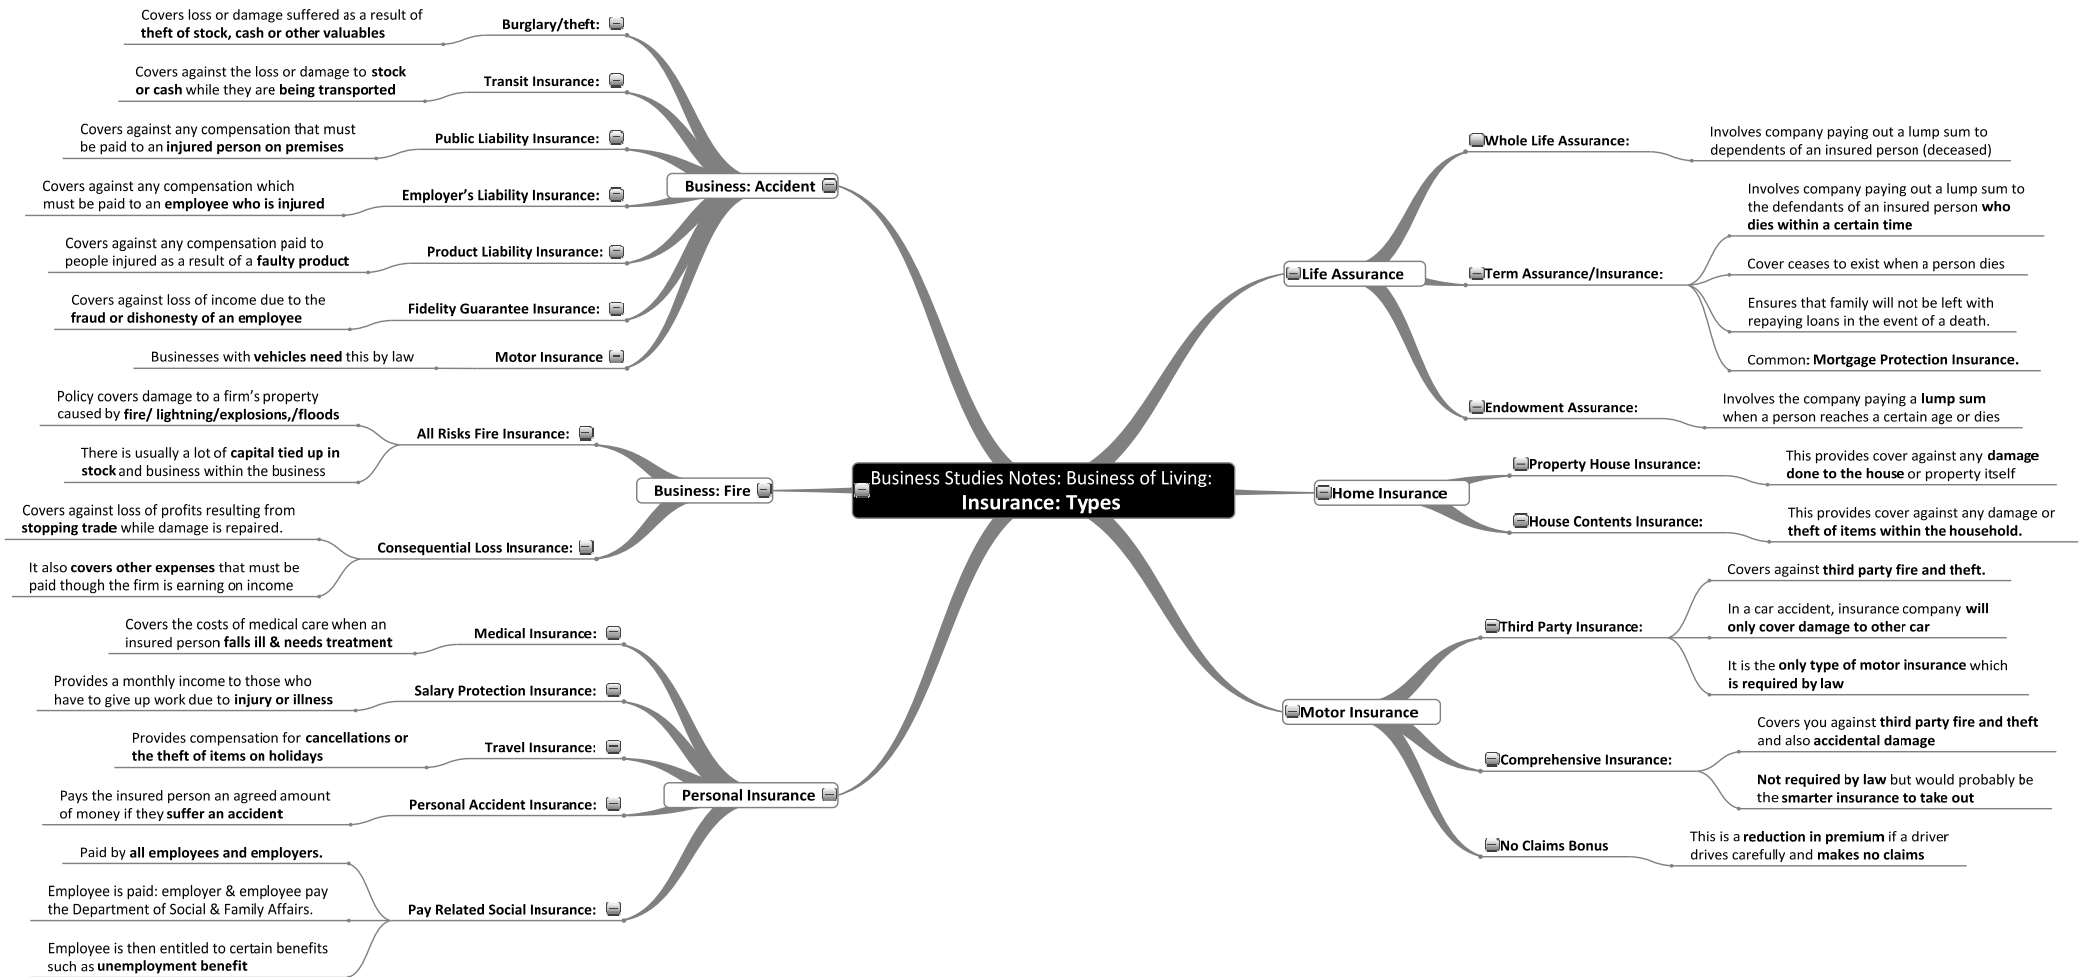 Business Studies Notes: Business of Living:
Insurance: Types
Business: Accident
Burglary/theft:
Covers loss or damage suffered as a result of
theft of stock, cash or other valuables
Transit Insurance:
Covers against the loss or damage to stock
or cash while they are being transported
Public Liability Insurance:
Covers against any compensation that must
be paid to an injured person on premises
Employer's Liability Insurance:
Covers against any compensation which
must be paid to an employee who is injured
Product Liability Insurance:
Covers against any compensation paid to
people injured as a result of a faulty product
Fidelity Guarantee Insurance:
Covers against loss of income due to the
fraud or dishonesty of an employee
Motor Insurance
Businesses with vehicles need this by law
Business: Fire
All Risks Fire Insurance:
Policy covers damage to a firm's property
caused by fire/ lightning/explosions,/floods
There is usually a lot of capital tied up in
stock and business within the business
Consequential Loss Insurance:
Covers against loss of profits resulting from
stopping trade while damage is repaired.
It also covers other expenses that must be
paid though the firm is earning on income
Personal Insurance
Medical Insurance:
Covers the costs of medical care when an
insured person falls ill & needs treatment
Salary Protection Insurance:
Provides a monthly income to those who
have to give up work due to injury or illness
Travel Insurance:
Provides compensation for cancellations or
the theft of items on holidays
Personal Accident Insurance:
Pays the insured person an agreed amount
of money if they suffer an accident
Pay Related Social Insurance:
Paid by all employees and employers.
Employee is paid: employer & employee pay
the Department of Social & Family Affairs.
Employee is then entitled to certain benefits
such as unemployment benefit
Life Assurance
Whole Life Assurance:
Involves company paying out a lump sum to
dependents of an insured person (deceased)
Term Assurance/Insurance:
Involves company paying out a lump sum to
the defendants of an insured person who
dies within a certain time
Cover ceases to exist when a person dies
Ensures that family will not be left with
repaying loans in the event of a death.
Common: Mortgage Protection Insurance.
Endowment Assurance:
Involves the company paying a lump sum
when a person reaches a certain age or dies
Home Insurance
Property House Insurance:
This provides cover against any damage
done to the house or property itself
House Contents Insurance:
This provides cover against any damage or
theft of items within the household.
Motor Insurance
Third Party Insurance:
Covers against third party fire and theft.
In a car accident, insurance company will
only cover damage to other car
It is the only type of motor insurance which
is required by law
Comprehensive Insurance:
Covers you against third party fire and theft
and also accidental damage
Not required by law but would probably be
the smarter insurance to take out
No Claims Bonus
This is a reduction in premium if a driver
drives carefully and makes no claims